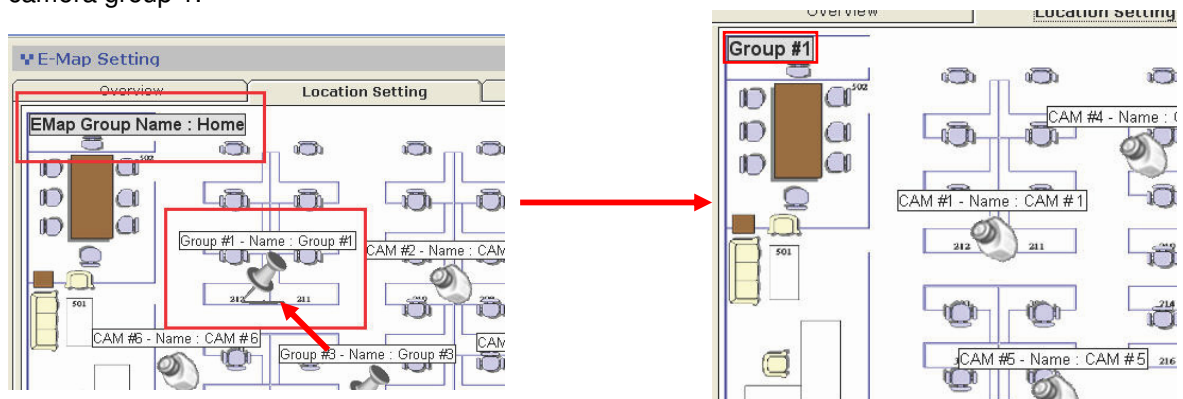 E-Map Setting
Overview
Location Setting
EMap Group Name : Home
502
Group #1 - Name : Group #1
CAM #2 - Name : CAM
212
211
501
CAM #6 - Name : CAM #6
Group #3 - Name : Group #3
CAM
Overview
Location Setting
Group #1
502
CAM #4 - Name :
CAM #1 - Name : CAM #1
212
211
501
214
CAM #5 - Name : CAM #5
216